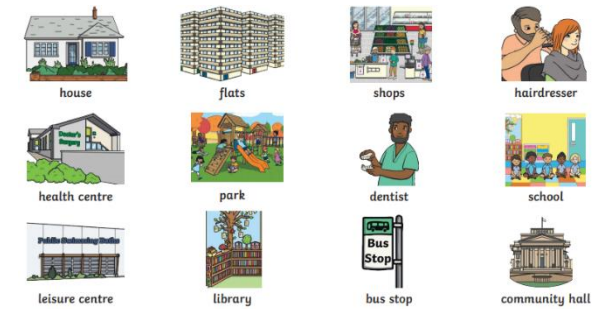 house
flats
shops
hairdresser
Doctor's
Surgery
health centre
park
dentist
school
Public Swimming Baths
leisure centre
library
Bus
Stop
bus stop
community hall